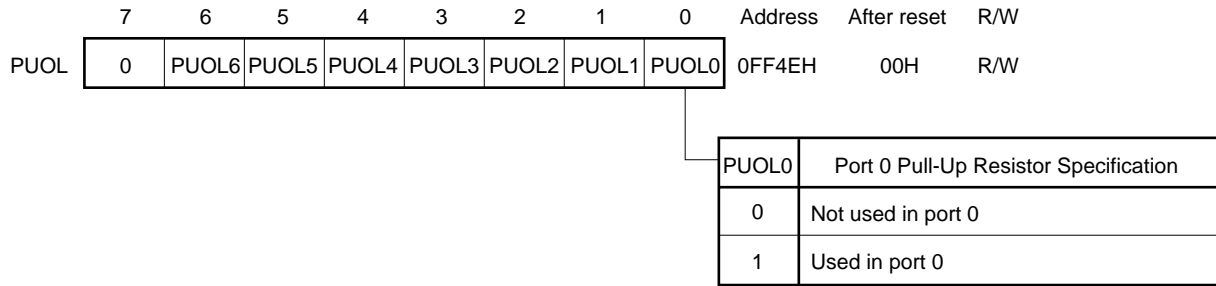 7 6 5 4 3 2 1 0 Address After reset R/W
PUOL 0 PUOL6 PUOL5 PUOL4 PUOL3 PUOL2 PUOL1 PUOL0 0FF4EH 00H R/W
PUOL0 Port 0 Pull-Up Resistor Specification
0 Not used in port 0
1 Used in port 0